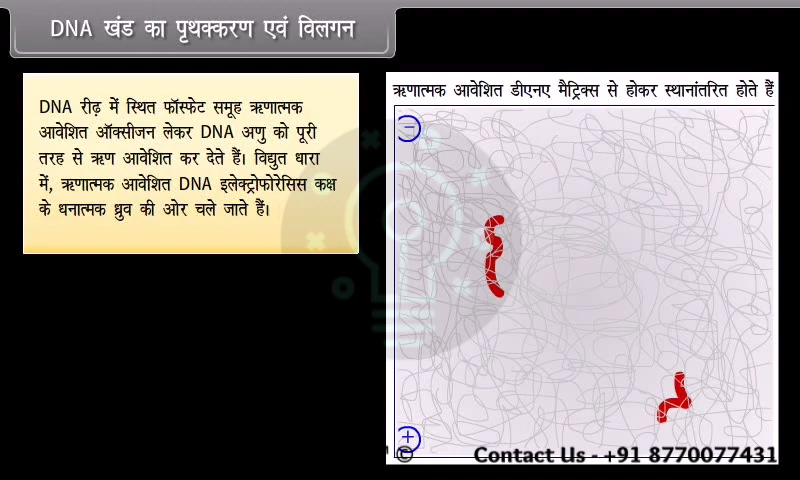 DNA खंड का पृथक्करण एवं विलगन
DNA रीढ़ में स्थित फॉस्फेट समूह ऋणात्मक
आवेशित ऑक्सीजन लेकर DNA अणु को पूरी
तरह से ऋण आवेशित कर देते हैं। विद्युत धारा
में, ऋणात्मक आवेशित DNA इलेक्ट्रोफोरेसिस कक्ष
के धनात्मक ध्रुव की ओर चले जाते हैं।
ऋणात्मक आवेशित डीएनए मैट्रिक्स से होकर स्थानांतरित होते हैं
−
+
© Contact Us - +91 8770077431